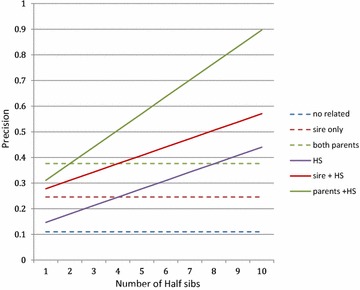 1
0.9
0.8
0.7
0.6
0.5
0.4
0.3
0.2
0.1
0
Precision
1 2 3 4 5 6 7 8 9 10
Number of Half sibs
no related
sire only
both parents
HS
sire + HS
parents +HS